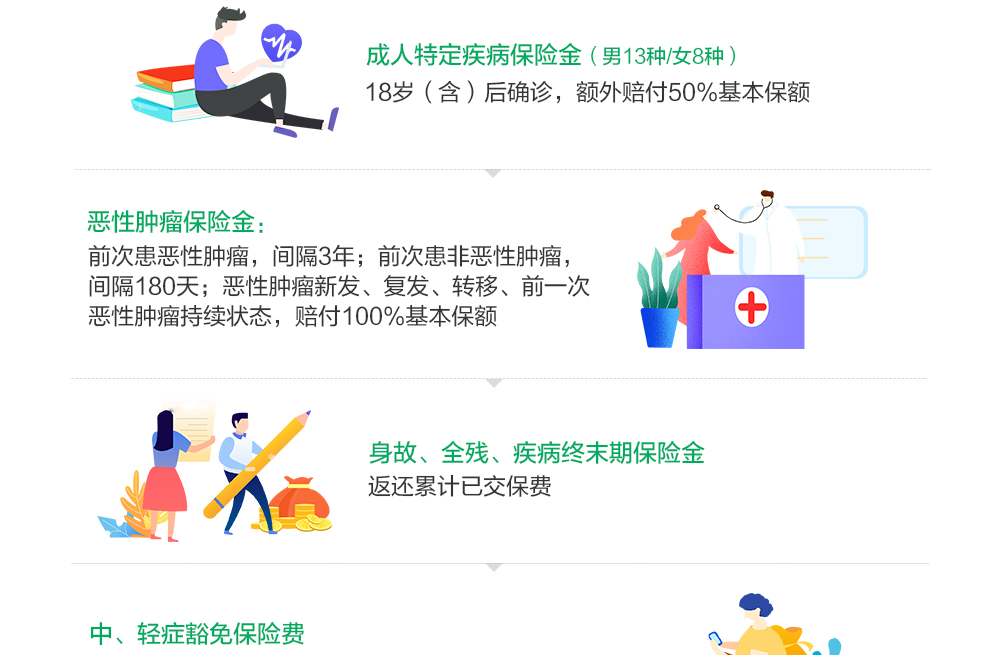 成人特定疾病保险金（男13种/女8种）
18岁（含）后确诊，额外赔付50%基本保额
恶性肿瘤保险金：
前次患恶性肿瘤，间隔3年；前次患非恶性肿瘤，
间隔180天；恶性肿瘤新发、复发、转移、前一次
恶性肿瘤持续状态，赔付100%基本保额
身故、全残、疾病终末期保险金
返还累计已交保费
中、轻症豁免保险费